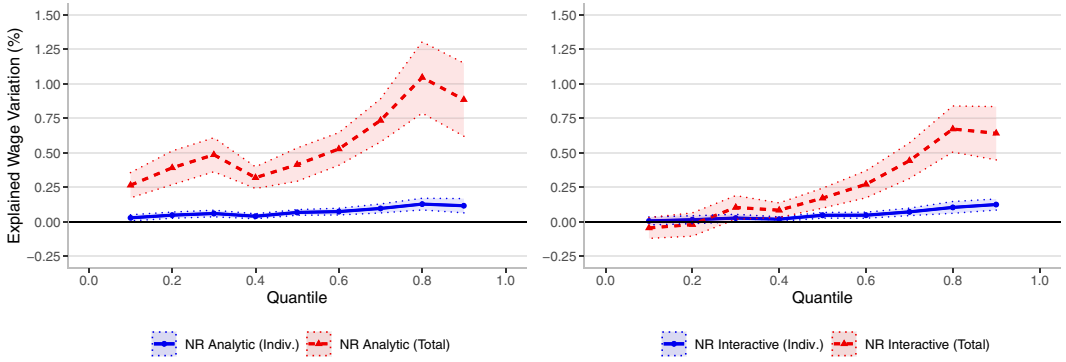 Explained Wage Variation (%)
1.50
1.25
1.00
0.75
0.50
0.25
0.00
−0.25
0.0 0.2 0.4 0.6 0.8 1.0
Quantile
NR Analytic (Indiv.) NR Analytic (Total)
1.50
1.25
1.00
0.75
0.50
0.25
0.00
−0.25
0.0 0.2 0.4 0.6 0.8 1.0
Quantile
NR Interactive (Indiv.) NR Interactive (Total)